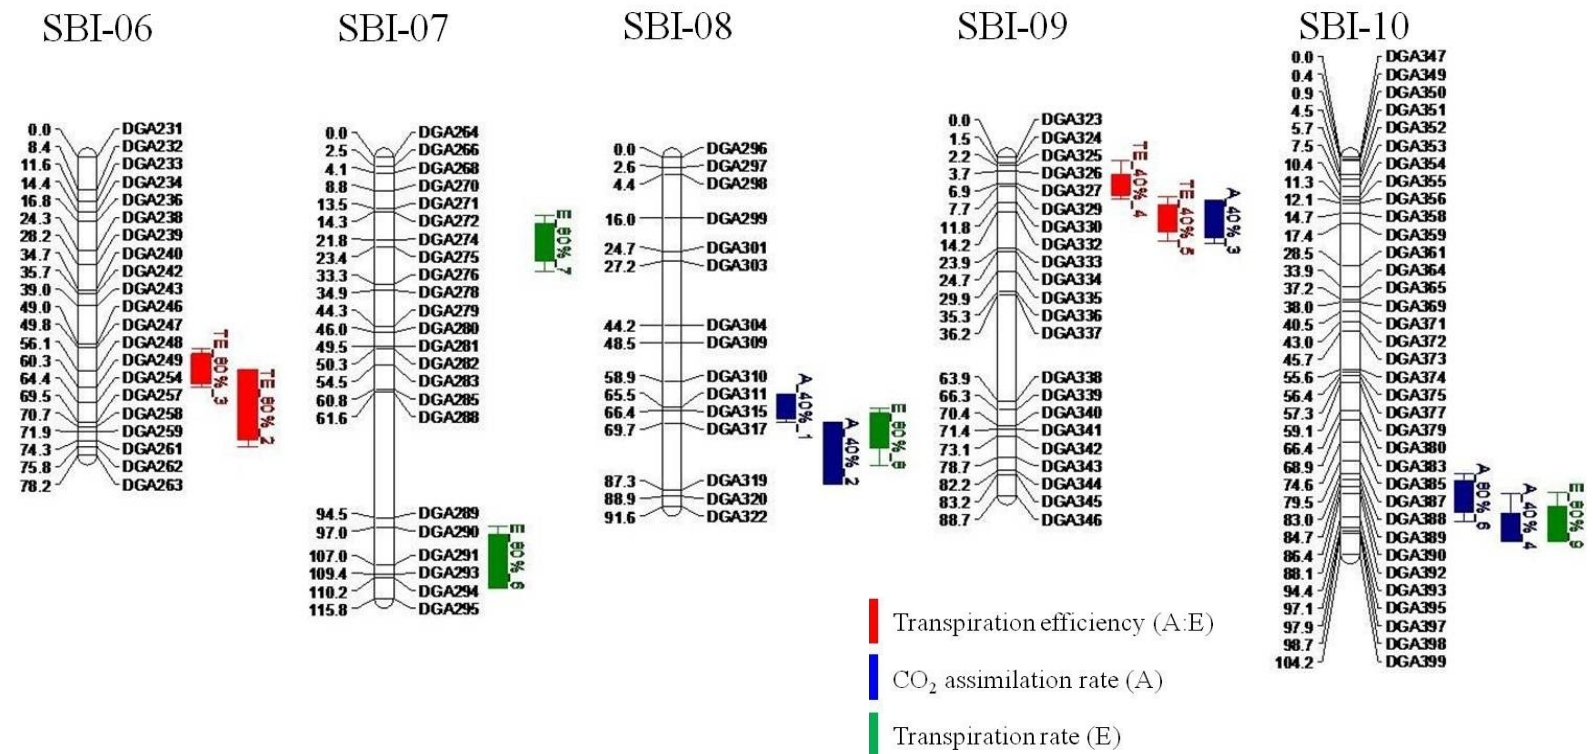 SBI-06
0.0 DGA231
8.4 DGA232
11.6 DGA233
14.4 DGA234
16.8 DGA236
24.3 DGA238
28.2 DGA239
34.7 DGA240
35.7 DGA242
39.0 DGA243
49.0 DGA246
49.8 DGA247
56.1 DGA248
60.3 DGA249
64.4 DGA254
69.5 DGA257
70.7 DGA258
71.9 DGA259
74.3 DGA261
75.8 DGA262
78.2 DGA263
TE_80%_3
TE_80%_2
SBI-07
0.0 DGA264
2.5 DGA266
4.1 DGA268
8.8 DGA270
13.5 DGA271
14.3 DGA272
21.8 DGA274
23.4 DGA275
33.3 DGA276
34.9 DGA278
44.3 DGA279
46.0 DGA280
49.5 DGA281
50.3 DGA282
54.5 DGA283
60.8 DGA285
61.6 DGA288
94.5 DGA289
97.0 DGA290
107.0 DGA291
109.4 DGA293
110.2 DGA294
115.8 DGA295
E_80%_7
E_80%_6
SBI-08
0.0 DGA296
2.6 DGA297
4.4 DGA298
16.0 DGA299
24.7 DGA301
27.2 DGA303
44.2 DGA304
48.5 DGA309
58.9 DGA310
65.5 DGA311
66.4 DGA315
69.7 DGA317
87.3 DGA319
88.9 DGA320
91.6 DGA322
A_40%_1
A_40%_2
E_80%_8
SBI-09
0.0 DGA323
1.5 DGA324
2.2 DGA325
3.7 DGA326
6.9 DGA327
7.7 DGA329
11.8 DGA330
14.2 DGA332
23.9 DGA333
24.7 DGA334
29.9 DGA335
35.3 DGA336
36.2 DGA337
63.9 DGA338
66.3 DGA339
70.4 DGA340
71.4 DGA341
73.1 DGA342
78.7 DGA343
82.2 DGA344
83.2 DGA345
88.7 DGA346
TE_40%_4
TE_40%_5
A_40%_3
SBI-10
0.0 DGA347
0.4 DGA349
0.9 DGA350
4.5 DGA351
5.7 DGA352
7.5 DGA353
10.4 DGA354
11.3 DGA355
12.1 DGA356
14.7 DGA358
17.4 DGA359
28.5 DGA361
33.9 DGA364
37.2 DGA365
38.0 DGA369
40.5 DGA371
43.0 DGA372
45.7 DGA373
55.6 DGA374
56.4 DGA375
57.3 DGA377
59.1 DGA379
66.4 DGA380
68.9 DGA383
74.6 DGA385
79.5 DGA387
83.0 DGA388
84.7 DGA389
86.4 DGA390
88.1 DGA392
94.4 DGA393
97.1 DGA395
97.9 DGA397
98.7 DGA398
104.2 DGA399
A_80%_6
A_40%_4
E_80%_9
Transpiration efficiency (A:E)
CO₂ assimilation rate (A)
Transpiration rate (E)